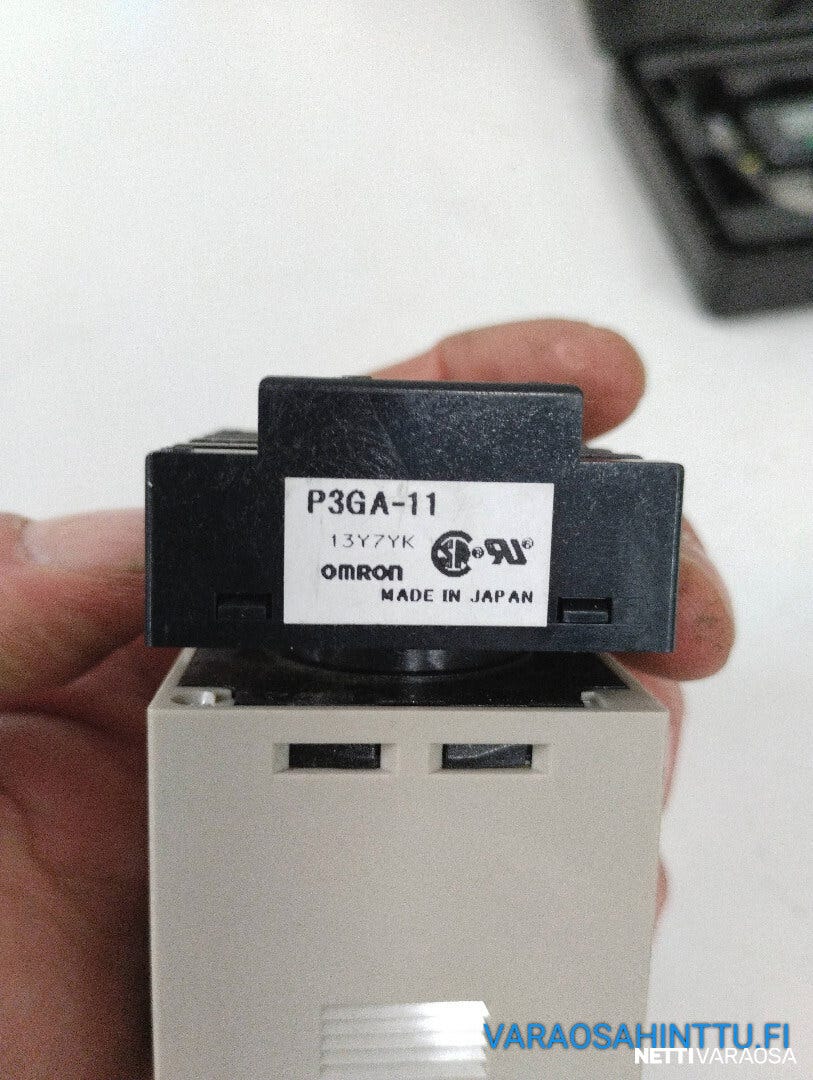 P3GA-11
13Y7YK
OMRON
MADE IN JAPAN
VARAOSAHINTTU.FI
NETTIVARAOSA